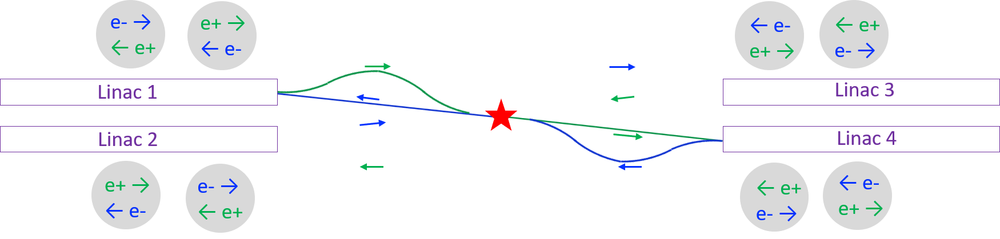 e- →
← e+
e+ →
← e-
← e-
e+ →
← e+
e- →
Linac 1
Linac 3
Linac 2
Linac 4
e+ →
← e-
e- →
← e+
← e+
e- →
← e-
e+ →